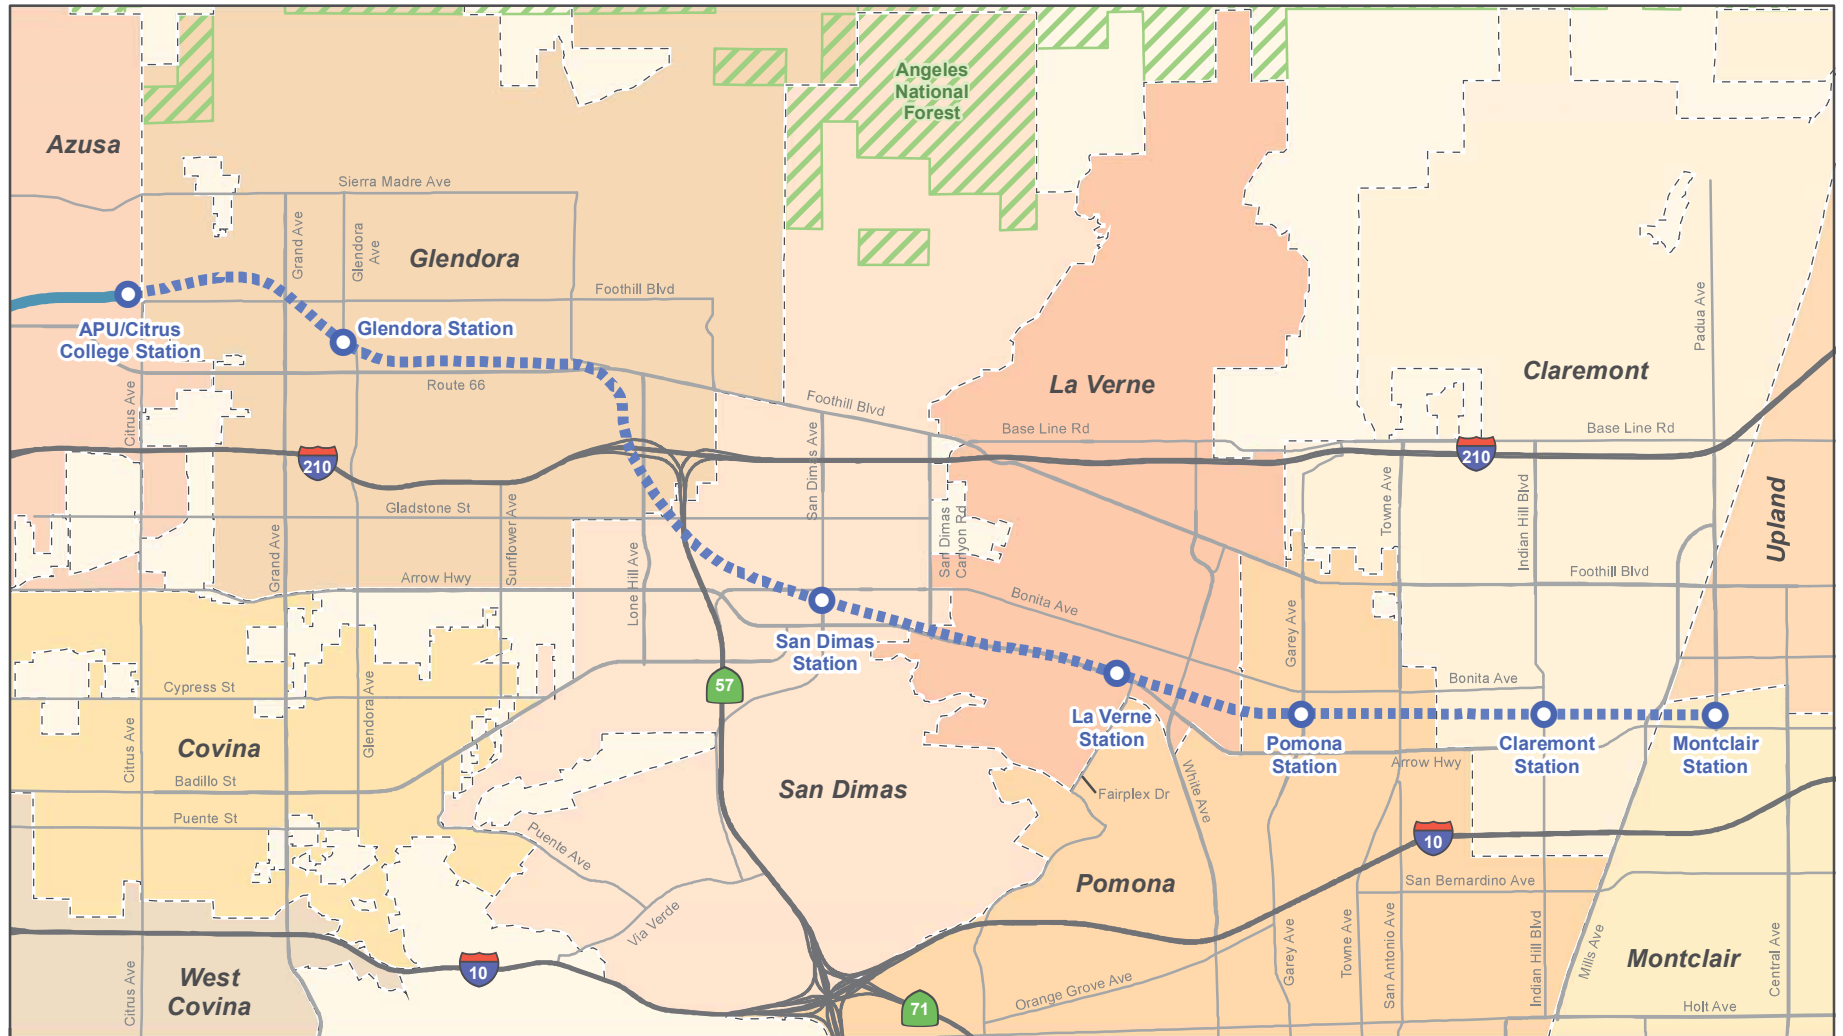 Angeles
National
Forest
Azusa
Sierra Madre Ave
Grand Ave
Glendora
Ave
Glendora
Foothill Blvd
Padua Ave
APU/Citrus
College Station
Glendora Station
Route 66
La Verne
Claremont
Foothill Blvd
Citrus Ave
Base Line Rd
Base Line Rd
210
210
San Dimas Ave
Gladstone St
Sunflower Ave
San Dimas
Canyon Rd
Towne Ave
Indian Hill Blvd
Upland
Grand Ave
Arrow Hwy
Lone Hill Ave
Bonita Ave
Foothill Blvd
Garey Ave
San Dimas
Station
57
Cypress St
Bonita Ave
Glendora Ave
Citrus Ave
Covina
La Verne
Station
Pomona
Station
Claremont
Station
Montclair
Station
Arrow Hwy
Badillo St
San Dimas
Fairplex Dr
White Ave
Puente St
Puente Ave
10
Pomona
San Bernardino Ave
Via Verde
Garey Ave
Towne Ave
San Antonio Ave
Indian Hill Blvd
Mills Ave
Montclair
Central Ave
West
Covina
Citrus Ave
10
Orange Grove Ave
71
Holt Ave